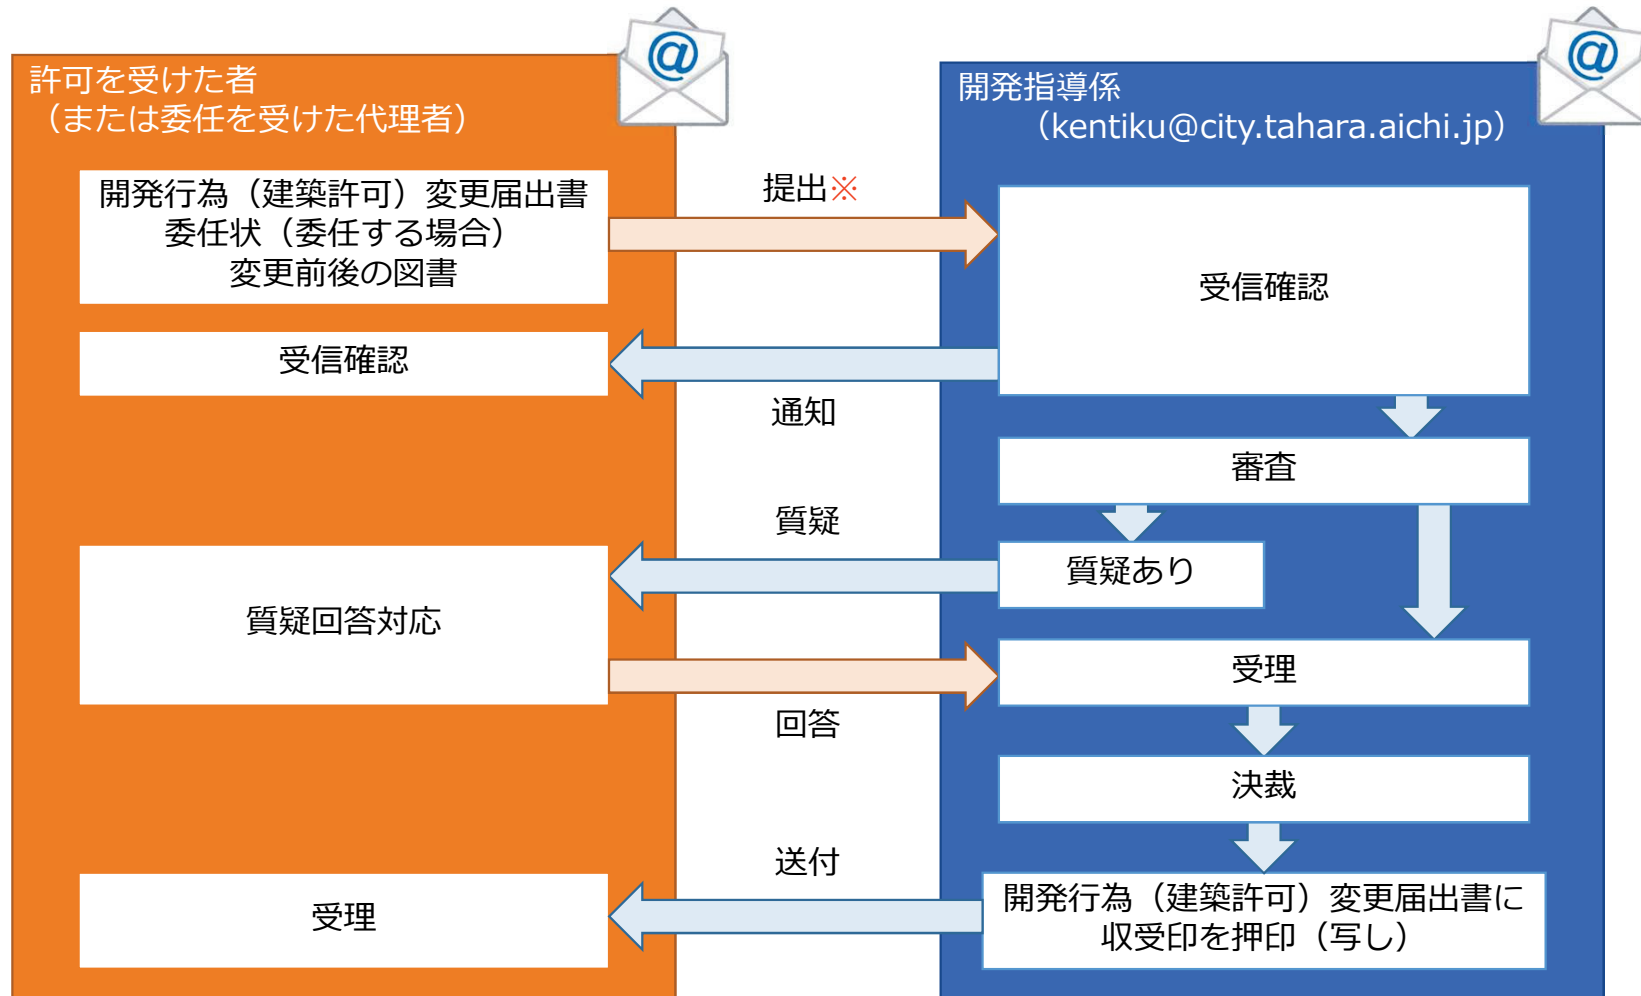 許可を受けた者
（または委任を受けた代理者）
@
開発指導係
（kentiku@city.tahara.aichi.jp）
@
開発行為（建築許可）変更届出書
委任状（委任する場合）
変更前後の図書
提出※
受信確認
受信確認
通知
審査
質疑
質疑あり
質疑回答対応
受理
回答
決裁
送付
受理
開発行為（建築許可）変更届出書に
収受印を押印（写し）